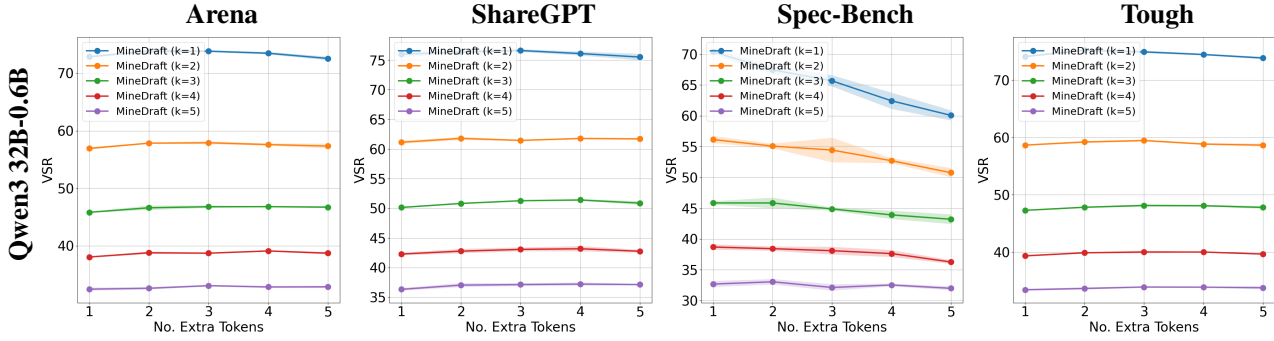 Arena
ShareGPT
Spec-Bench
Tough
Qwen3 32B-0.6B
VSR
70
60
50
40
MineDraft (k=1)
MineDraft (k=2)
MineDraft (k=3)
MineDraft (k=4)
MineDraft (k=5)
1 2 3 4 5
No. Extra Tokens
VSR
75
70
65
60
55
50
45
40
35
MineDraft (k=1)
MineDraft (k=2)
MineDraft (k=3)
MineDraft (k=4)
MineDraft (k=5)
1 2 3 4 5
No. Extra Tokens
VSR
70
65
60
55
50
45
40
35
30
MineDraft (k=1)
MineDraft (k=2)
MineDraft (k=3)
MineDraft (k=4)
MineDraft (k=5)
1 2 3 4 5
No. Extra Tokens
VSR
70
60
50
40
MineDraft (k=1)
MineDraft (k=2)
MineDraft (k=3)
MineDraft (k=4)
MineDraft (k=5)
1 2 3 4 5
No. Extra Tokens